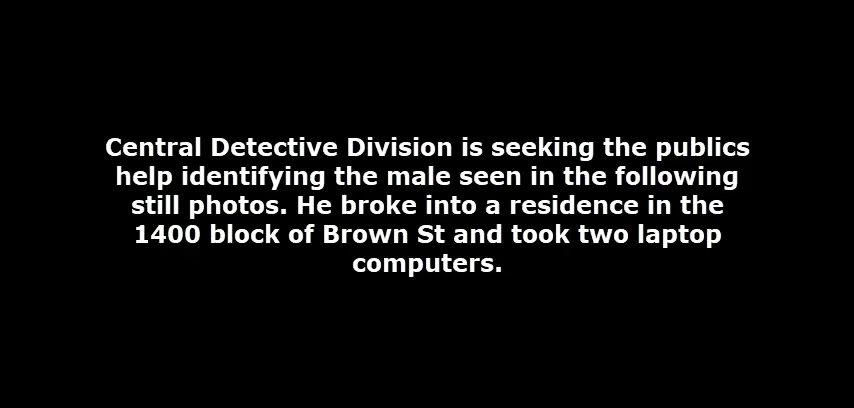 Central Detective Division is seeking the publics
help identifying the male seen in the following
still photos. He broke into a residence in the
1400 block of Brown St and took two laptop
computers.